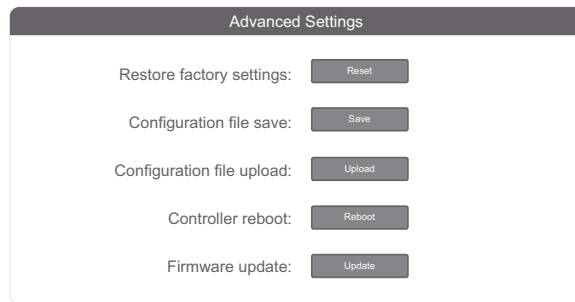 Advanced Settings
Restore factory settings: Reset
Configuration file save: Save
Configuration file upload: Upload
Controller reboot: Reboot
Firmware update: Update